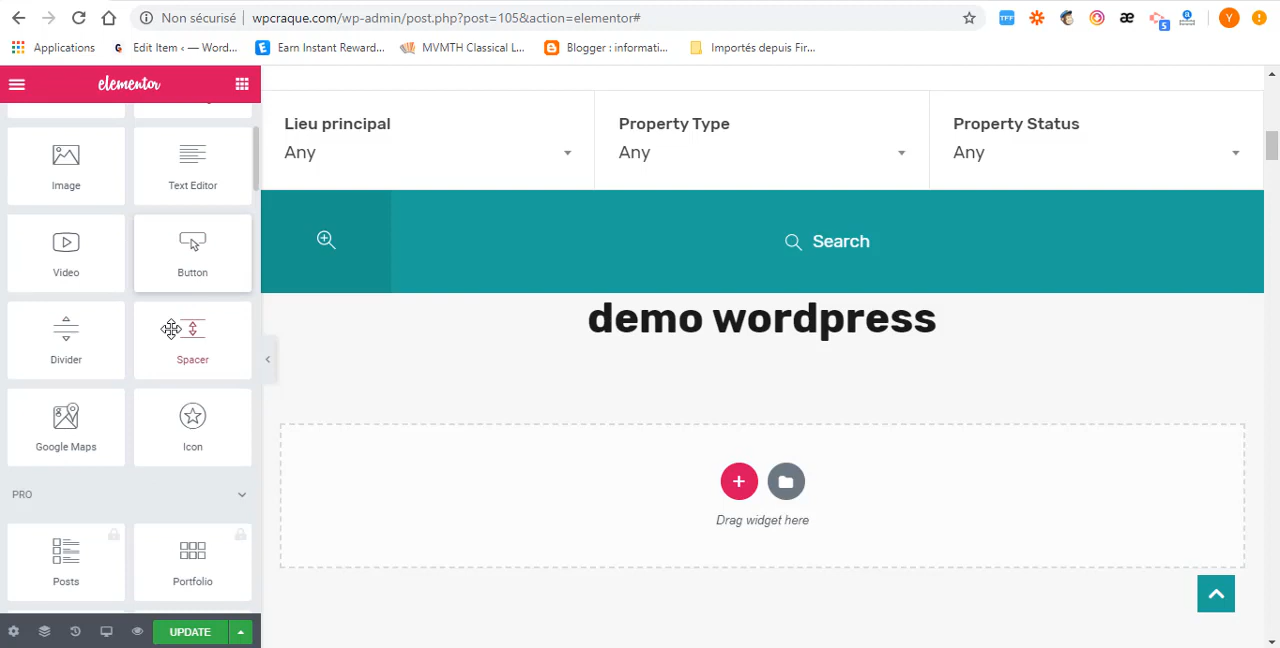 Non sécurisé
wpcraque.com/wp-admin/post.php?post=105&action=elementor#
TFF
æ
5
Y
Applications
Edit Item ‹ — Word...
Earn Instant Reward...
MVMTH Classical L...
Blogger : informati...
Importés depuis Fir...
elementor
Image
Text Editor
Video
Button
Divider
Spacer
Google Maps
Icon
PRO
Posts
Portfolio
UPDATE
Lieu principal
Any
Property Type
Any
Property Status
Any
Search
demo wordpress
Drag widget here